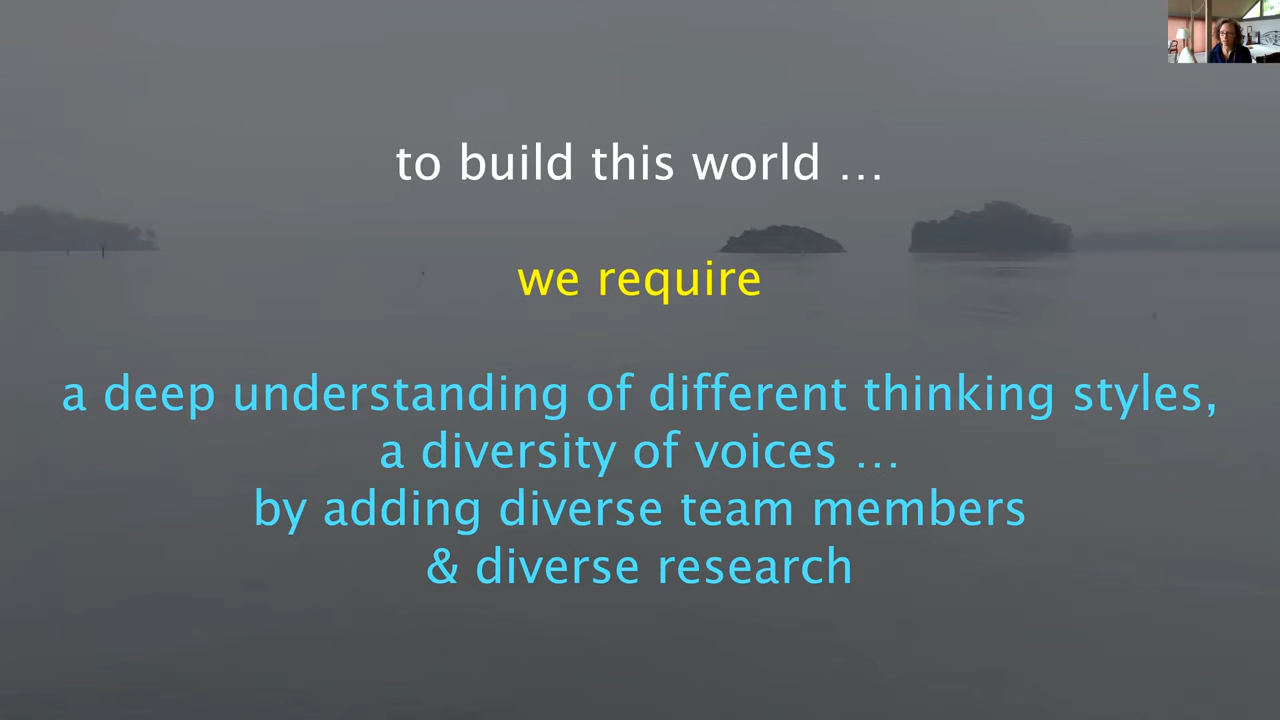 to build this world …
we require
a deep understanding of different thinking styles,
a diversity of voices …
by adding diverse team members
& diverse research